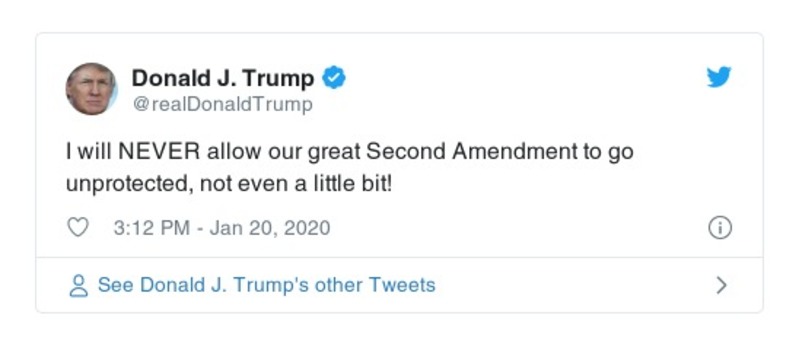 Donald J. Trump
@realDonaldTrump
I will NEVER allow our great Second Amendment to go
unprotected, not even a little bit!
3:12 PM - Jan 20, 2020
See Donald J. Trump's other Tweets